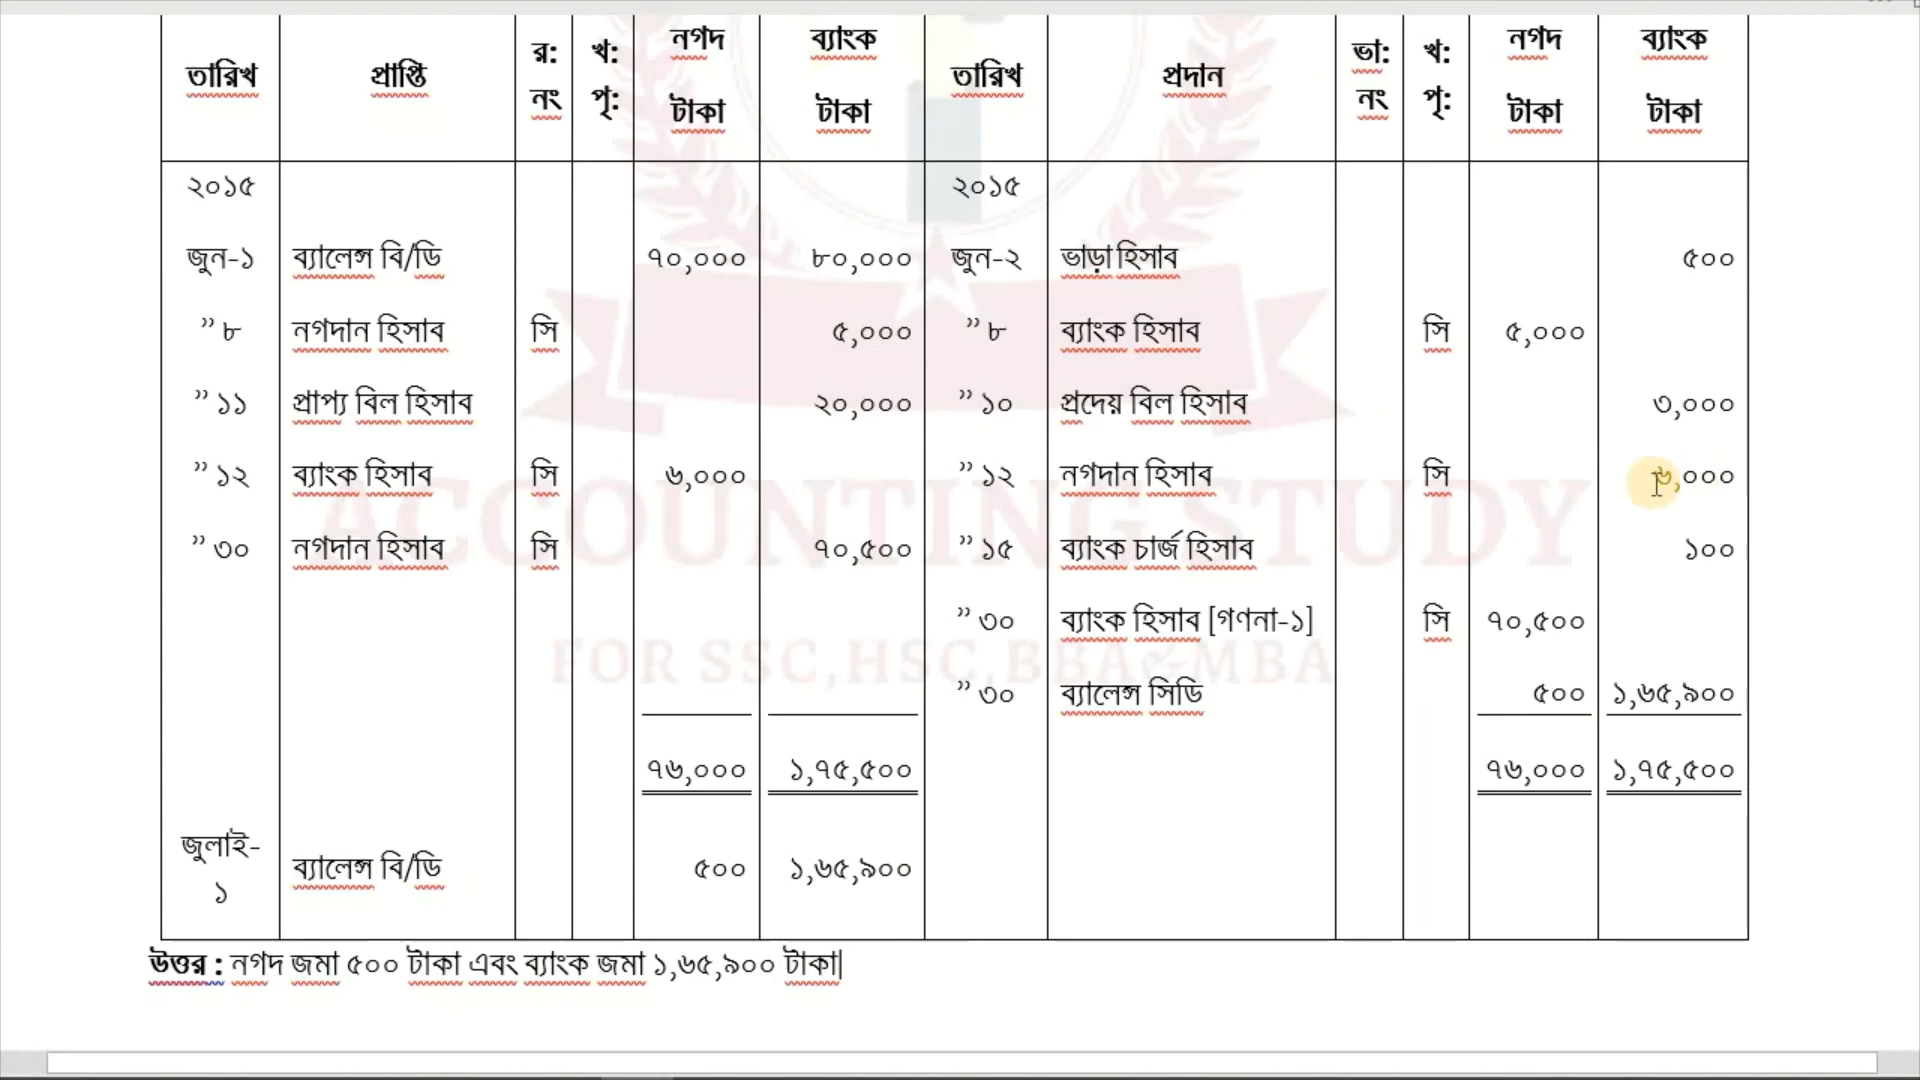 তারিখ প্রাপ্তি র: নং খ: পৃ: নগদ টাকা ব্যাংক টাকা তারিখ প্রদান ভা: নং খ: পৃ: নগদ টাকা ব্যাংক টাকা
২০১৫ ২০১৫
জুন-১ ব্যালেন্স বি/ডি ৭০,০০০ ৮০,০০০ জুন-২ ভাড়া হিসাব ৫০০
” ৮ নগদান হিসাব সি ৫,০০০ ” ৮ ব্যাংক হিসাব সি ৫,০০০
” ১১ প্রাপ্য বিল হিসাব ২০,০০০ ” ১০ প্রদেয় বিল হিসাব ৩,০০০
” ১২ ব্যাংক হিসাব সি ৬,০০০ ” ১২ নগদান হিসাব সি ৬,০০০
” ৩০ নগদান হিসাব সি ৭০,৫০০ ” ১৫ ব্যাংক চার্জ হিসাব ১০০
” ৩০ ব্যাংক হিসাব [গণনা-১] সি ৭০,৫০০
” ৩০ ব্যালেন্স সিডি ৫০০ ১,৬৫,৯০০
৭৬,০০০ ১,৭৫,৫০০ ৭৬,০০০ ১,৭৫,৫০০
জুলাই-১ ব্যালেন্স বি/ডি ৫০০ ১,৬৫,৯০০
উত্তর : নগদ জমা ৫০০ টাকা এবং ব্যাংক জমা ১,৬৫,৯০০ টাকা
ACCOUNTING STUDY
FOR SSC,HSC,BBA&MBA